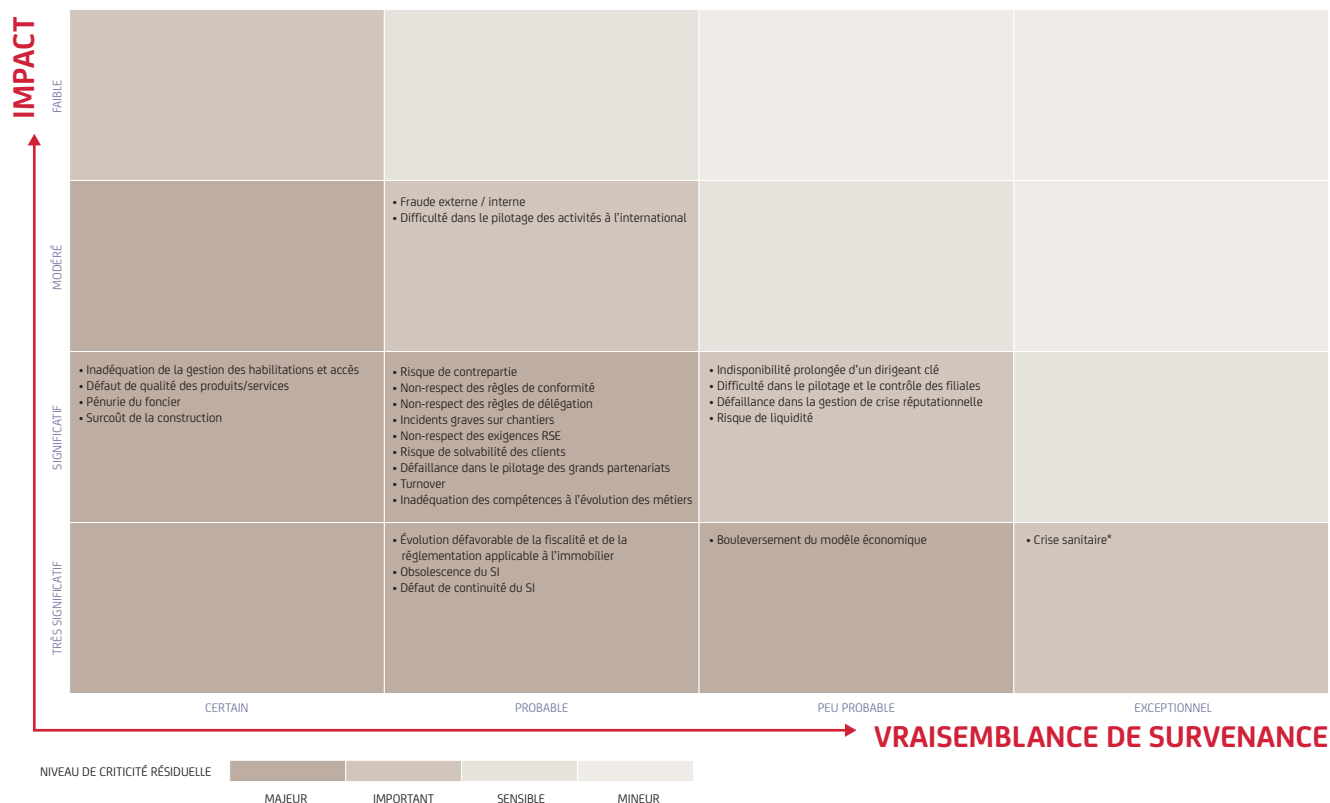 IMPACT
FAIBLE
MODÉRÉ
• Fraude externe / interne
• Difficulté dans le pilotage des activités à l'international
SIGNIFICATIF
• Inadéquation de la gestion des habilitations et accès
• Défaut de qualité des produits/services
• Pénurie du foncier
• Surcoût de la construction
• Risque de contrepartie
• Non-respect des règles de conformité
• Non-respect des règles de délégation
• Incidents graves sur chantiers
• Non-respect des exigences RSE
• Risque de solvabilité des clients
• Défaillance dans le pilotage des grands partenariats
• Turnover
• Inadéquation des compétences à l'évolution des métiers
• Indisponibilité prolongée d'un dirigeant clé
• Difficulté dans le pilotage et le contrôle des filiales
• Défaillance dans la gestion de crise réputationnelle
• Risque de liquidité
TRÈS SIGNIFICATIF
• Évolution défavorable de la fiscalité et de la
réglementation applicable à l'immobilier
• Obsolescence du SI
• Défaut de continuité du SI
• Bouleversement du modèle économique
• Crise sanitaire*
CERTAIN
PROBABLE
PEU PROBABLE
EXCEPTIONNEL
VRAISEMBLANCE DE SURVENANCE
NIVEAU DE CRITICITÉ RÉSIDUELLE
MAJEUR
IMPORTANT
SENSIBLE
MINEUR